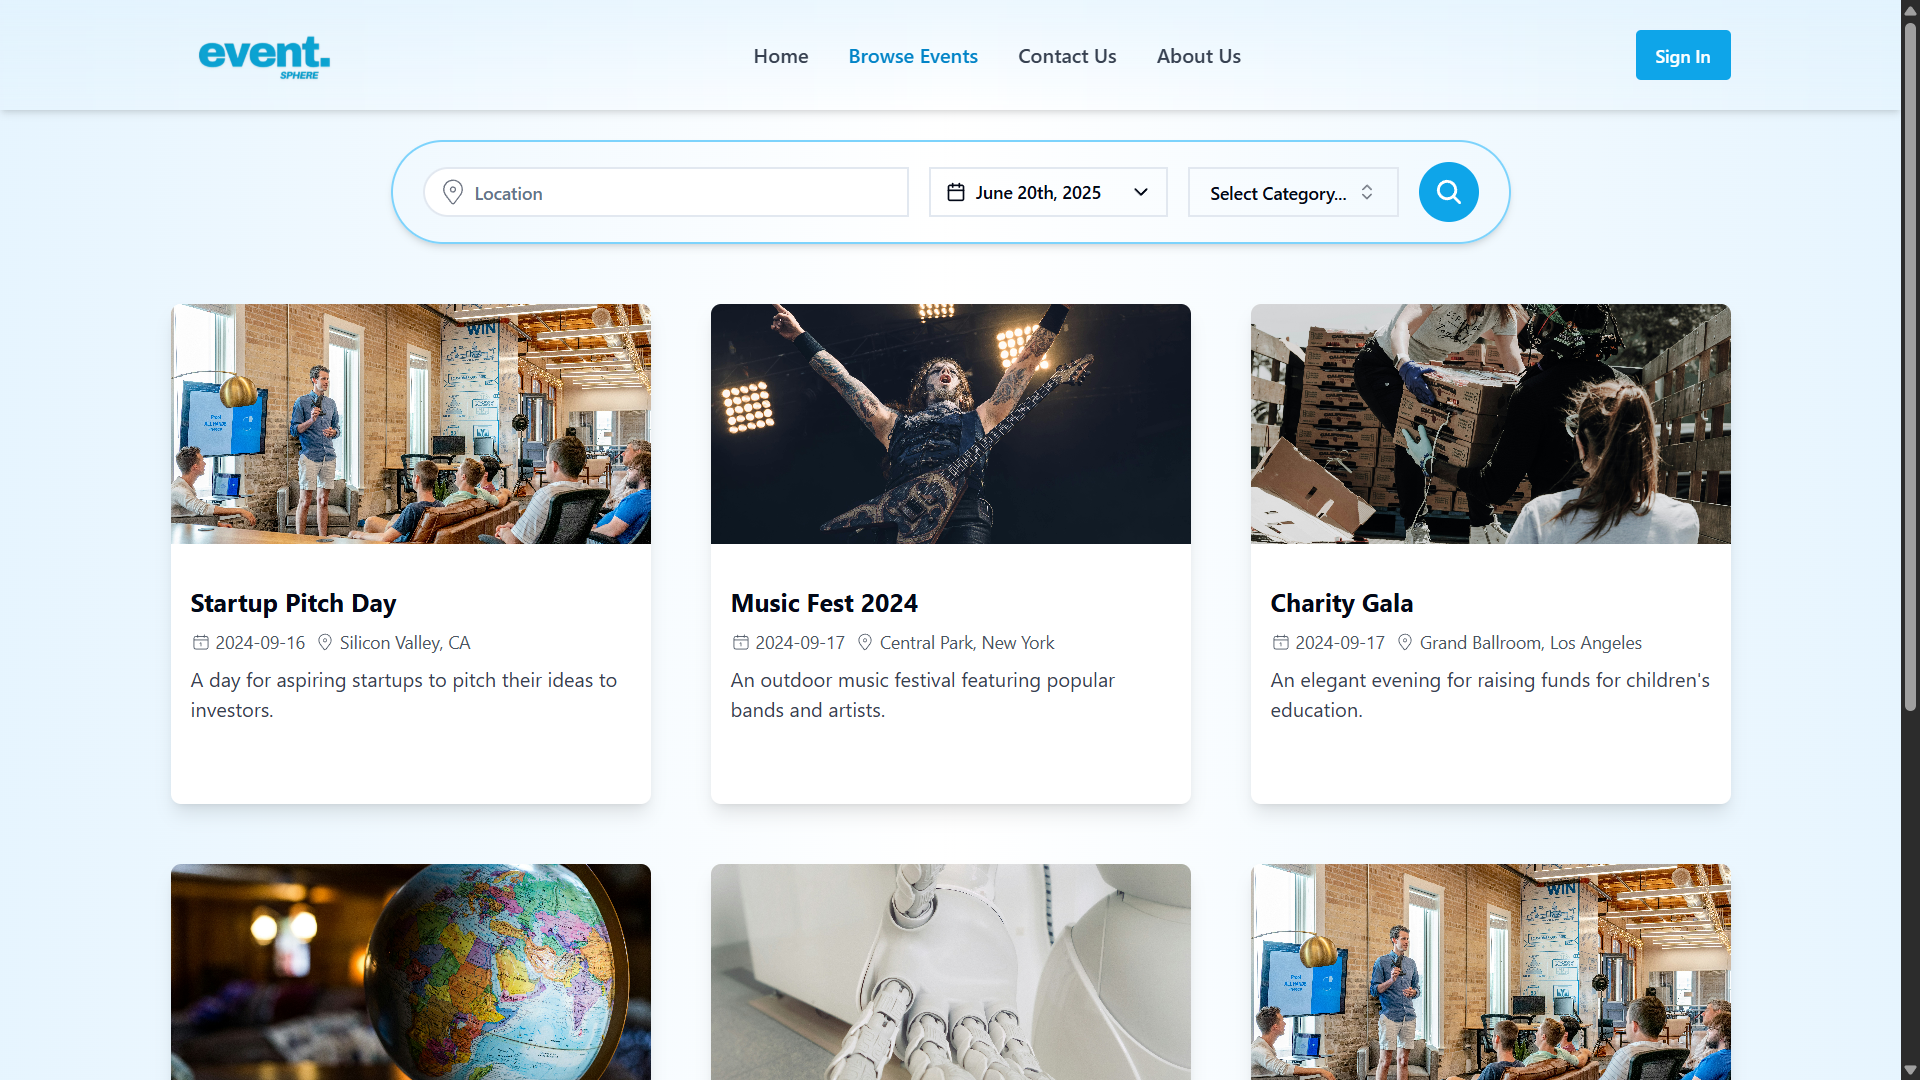 event.
SPHERE
Home
Browse Events
Contact Us
About Us
Sign In
Location
June 20th, 2025
Select Category...
WIN
Startup Pitch Day
2024-09-16 Silicon Valley, CA
A day for aspiring startups to pitch their ideas to
investors.
Music Fest 2024
2024-09-17 Central Park, New York
An outdoor music festival featuring popular
bands and artists.
Charity Gala
2024-09-17 Grand Ballroom, Los Angeles
An elegant evening for raising funds for children's
education.
WIN